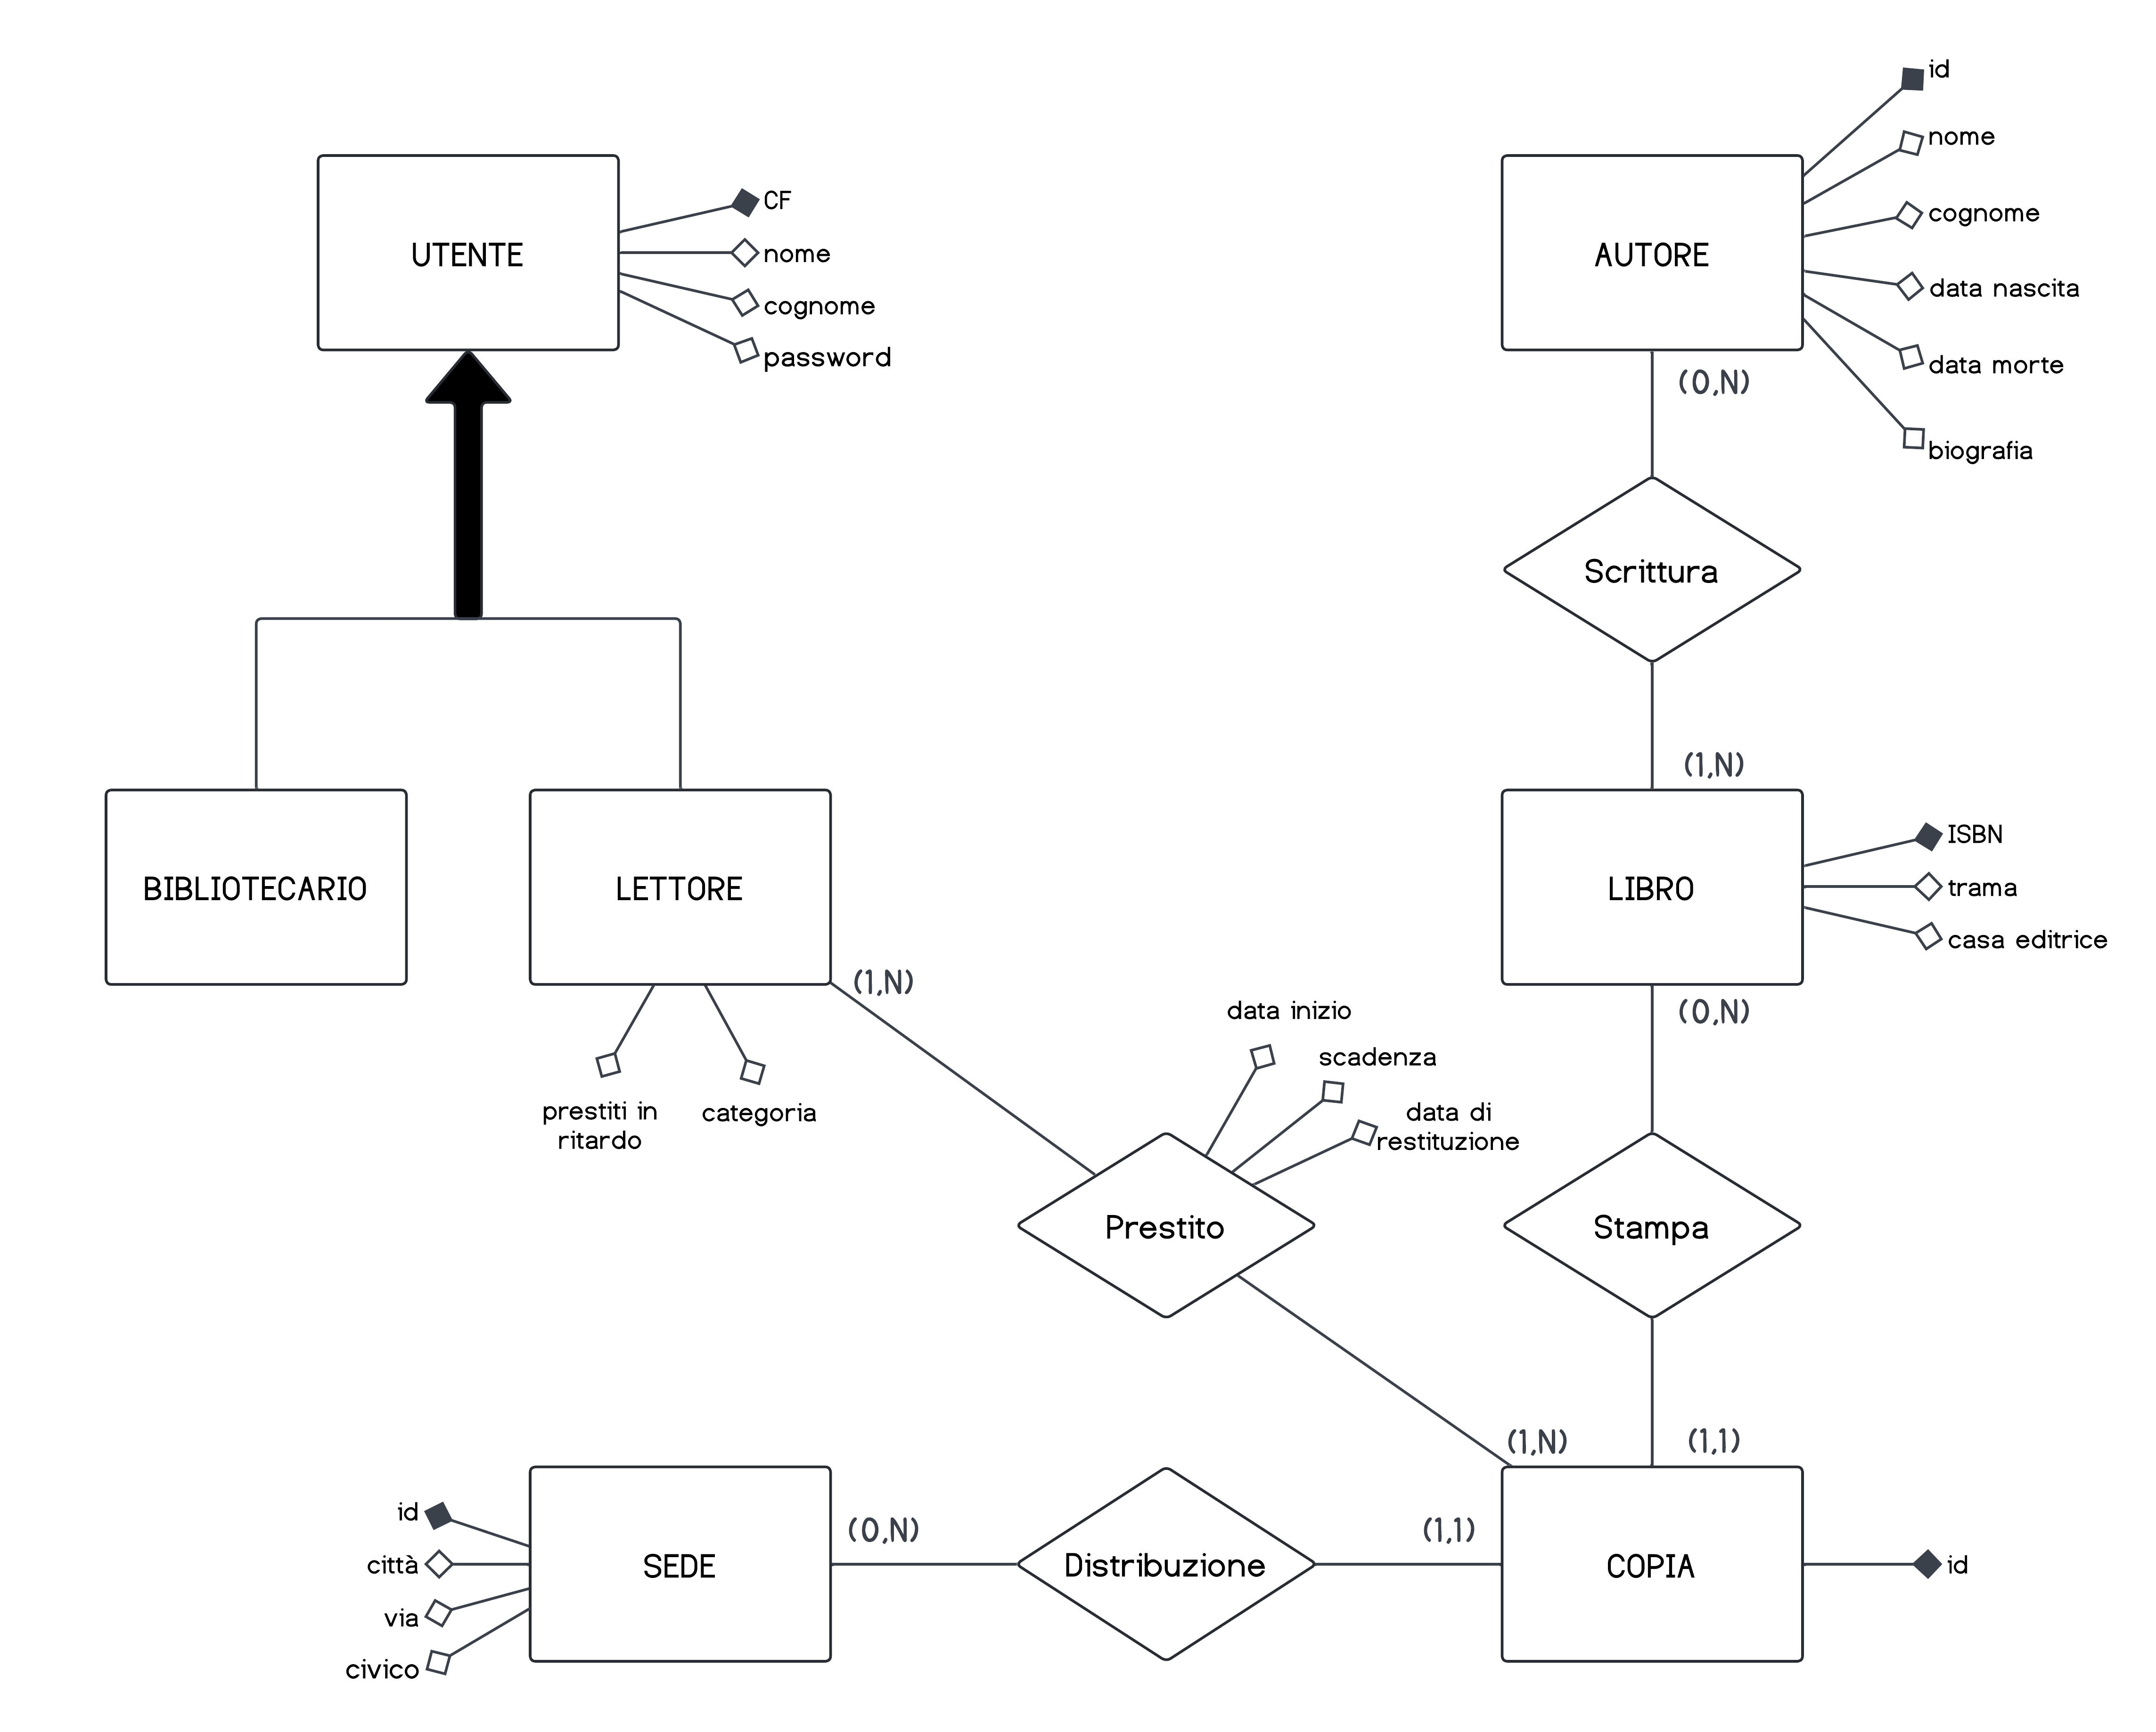 id
nome
cognome
data nascita
data morte
biografia
AUTORE
(0,N)
UTENTE
CF
nome
cognome
password
Scrittura
(1,N)
BIBLIOTECARIO
LETTORE
(1,N)
prestiti in
ritardo
categoria
LIBRO
ISBN
trama
casa editrice
(0,N)
data inizio
scadenza
data di
restituzione
Prestito
Stampa
(1,N)
(1,1)
id
città
via
civico
SEDE
(0,N)
Distribuzione
(1,1)
COPIA
id